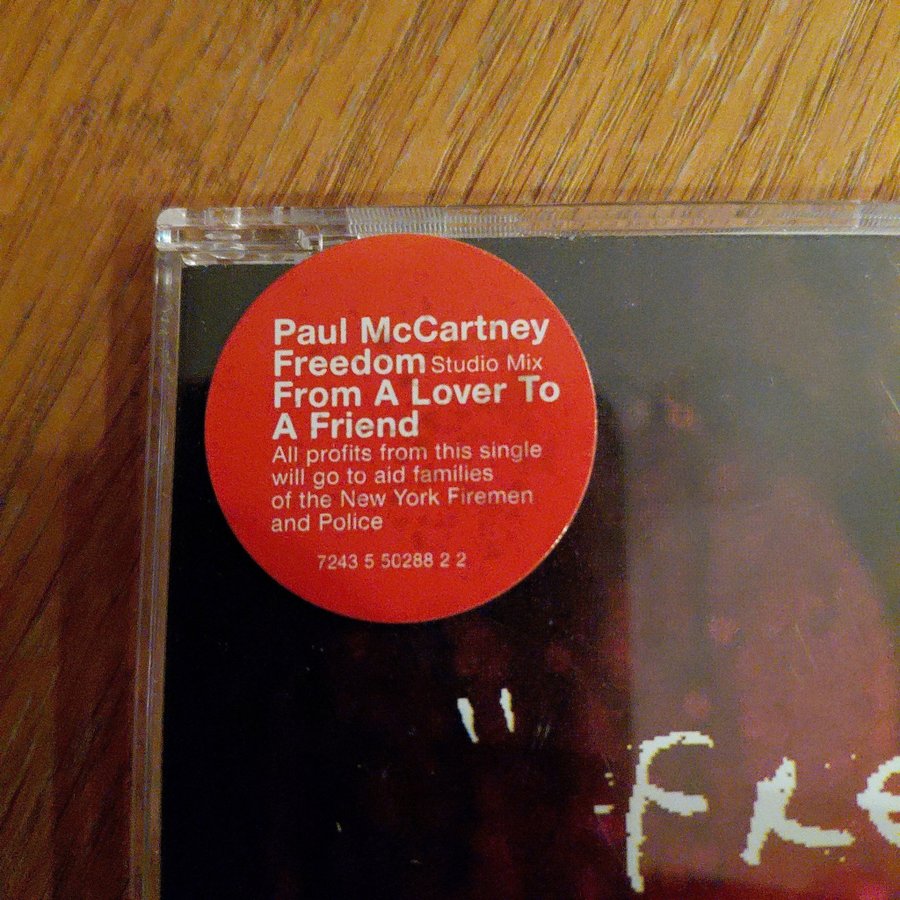 Paul McCartney
Freedom Studio Mix
From A Lover To
A Friend
All profits from this single
will go to aid families
of the New York Firemen
and Police
7243 5 50288 2 2
"FRE